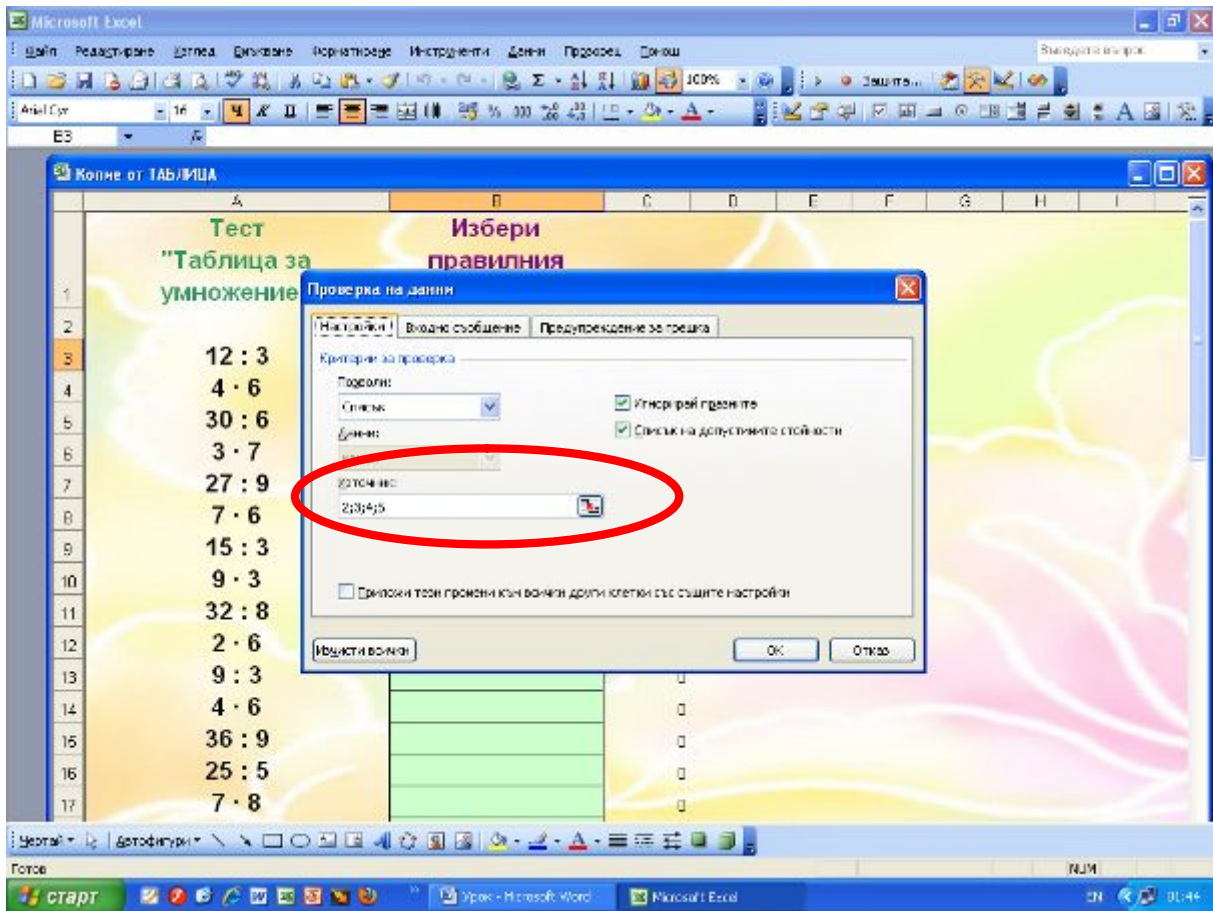 Microsoft Excel
Файл Редактиране Изглед Вмъкване Форматиране Инструменти Данни Прозорец Помощ Въведете въпрос
100% Защита...
Arial Cyr 16 Ч К П
B3 fx
Копие от ТАБЛИЦА
A B C D E F G H I
Тест Избери
"Таблица за правилния
1 умножение
2
3 12 : 3
4 4 · 6
5 30 : 6
6 3 · 7
7 27 : 9
8 7 · 6
9 15 : 3
10 9 · 3
11 32 : 8
12 2 · 6
13 9 : 3
14 4 · 6
15 36 : 9
16 25 : 5
17 7 · 8
Проверка на данни
Настройки Входно съобщение Предупреждение за грешка
Критерии за проверка
Позволи:
Списък Игнорирай празните
Данни: Списък на допустимите стойности
Източник:
2;3;4;5
Приложи тези промени към всички други клетки със същите настройки
Изчисти всички OK Отказ
Чертай Автофигури
Готов NUM
старт Урок - Microsoft Word Microsoft Excel EN 01:44